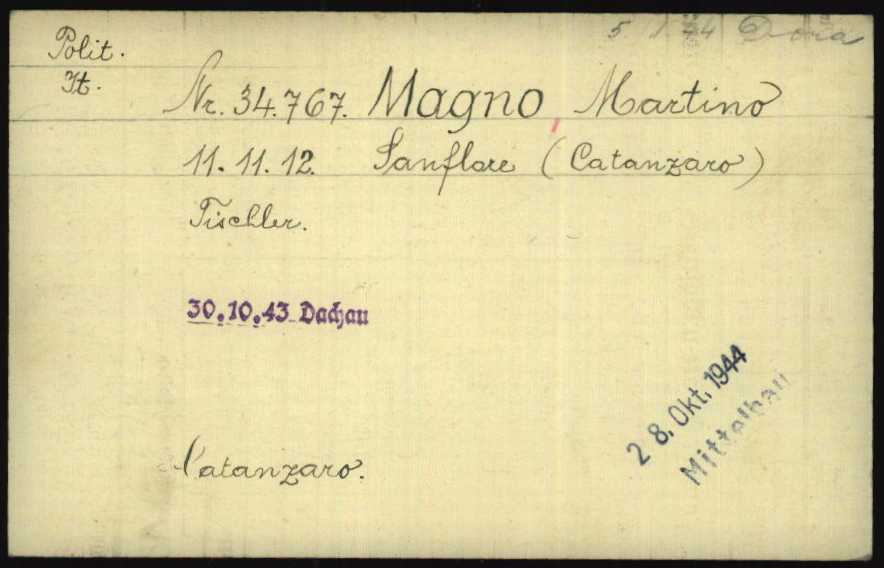 5. 1. 44 Dora
Polit.
It.
Nr. 34.767. Magno Martino
11.11.12. Sanflore (Catanzaro)
Tischler.
30.10.43 Dachau
28. Okt. 1944
Mittelbau
Catanzaro.